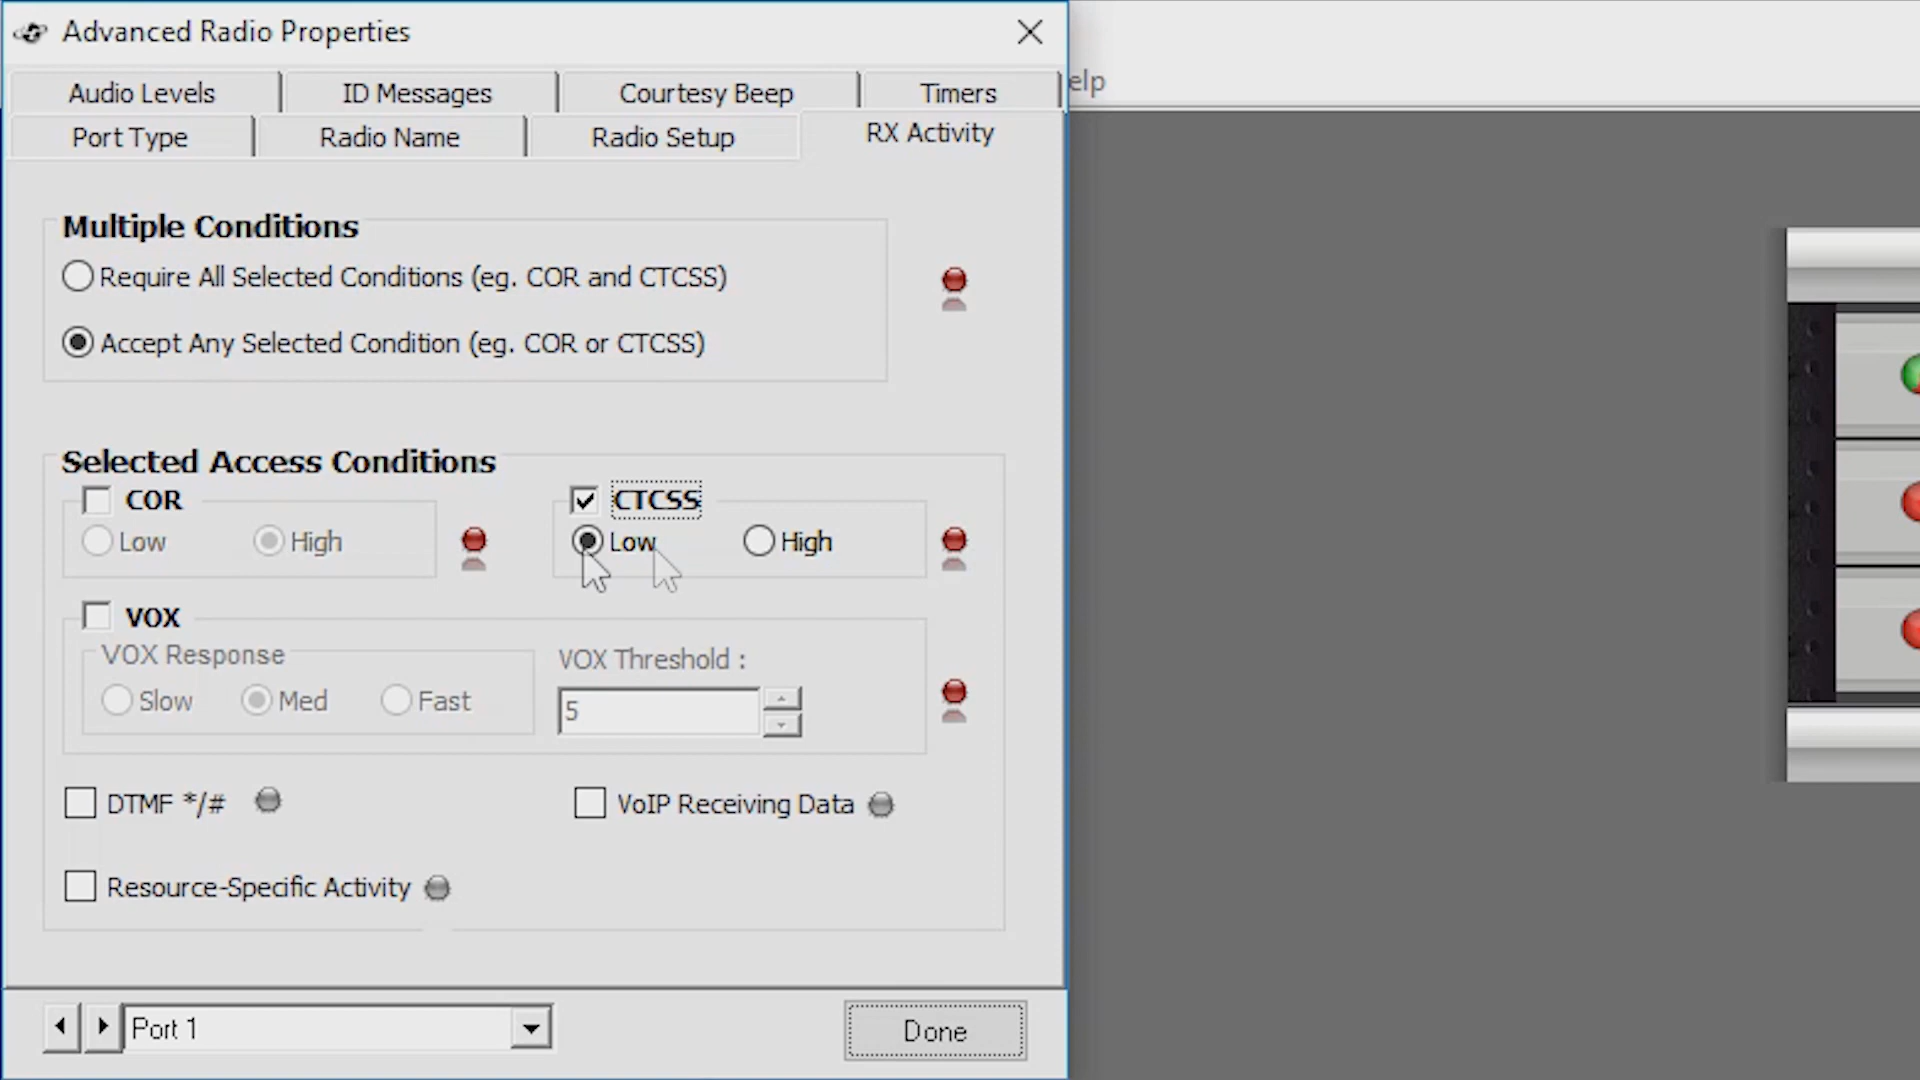 Advanced Radio Properties
Audio Levels
ID Messages
Courtesy Beep
Timers
elp
Port Type
Radio Name
Radio Setup
RX Activity
Multiple Conditions
Require All Selected Conditions (eg. COR and CTCSS)
Accept Any Selected Condition (eg. COR or CTCSS)
Selected Access Conditions
COR
CTCSS
Low
High
Low
High
VOX
VOX Response
VOX Threshold :
Slow
Med
Fast
5
DTMF */#
VoIP Receiving Data
Resource-Specific Activity
Port 1
Done